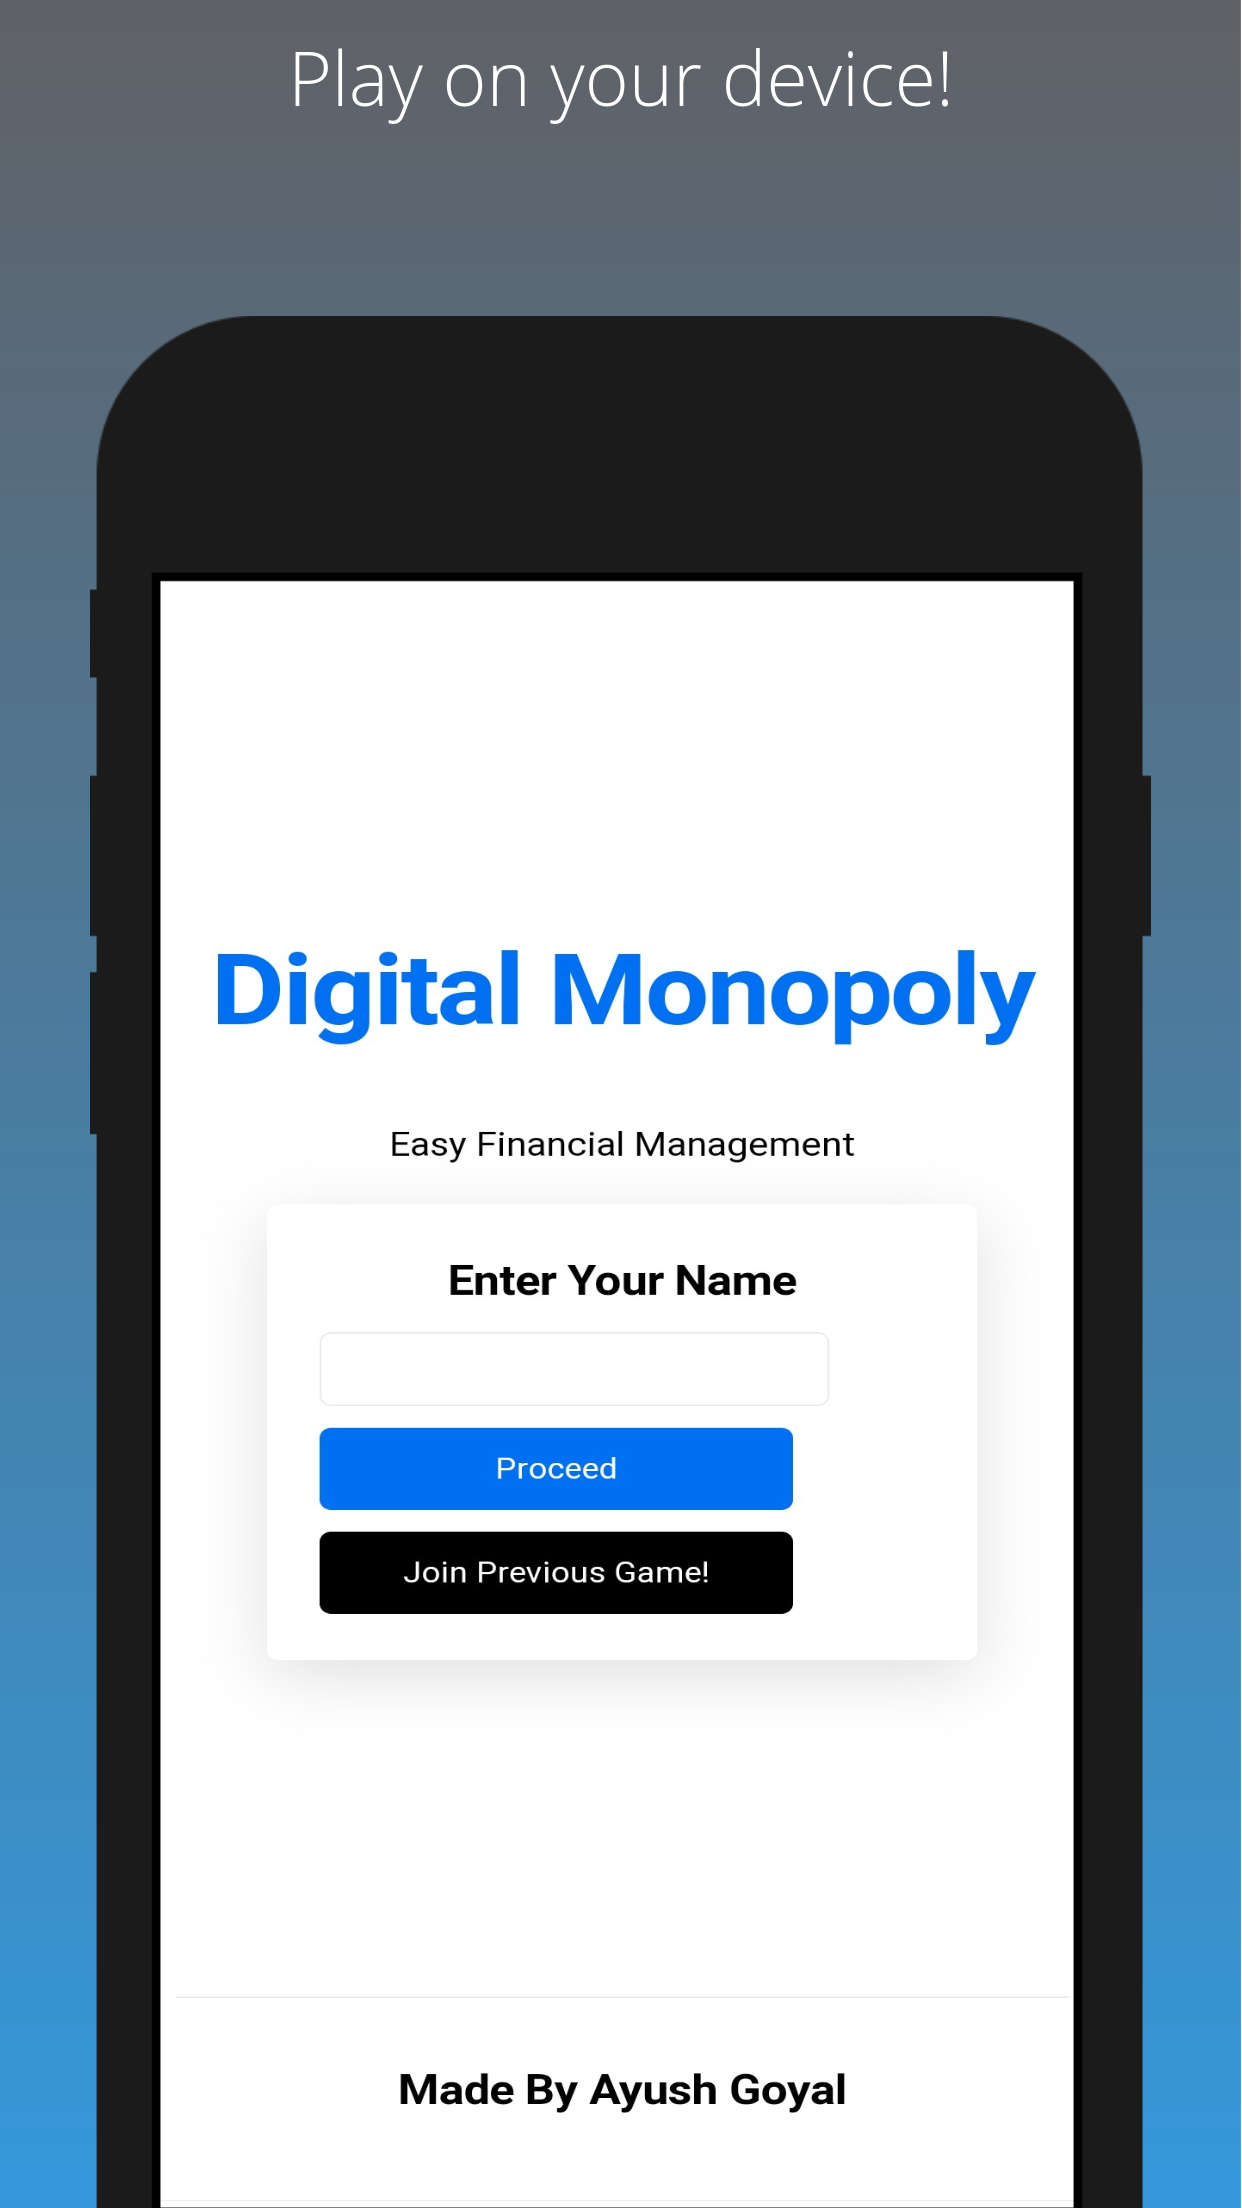 Play on your device!
Digital Monopoly
Easy Financial Management
Enter Your Name
Proceed
Join Previous Game!
Made By Ayush Goyal